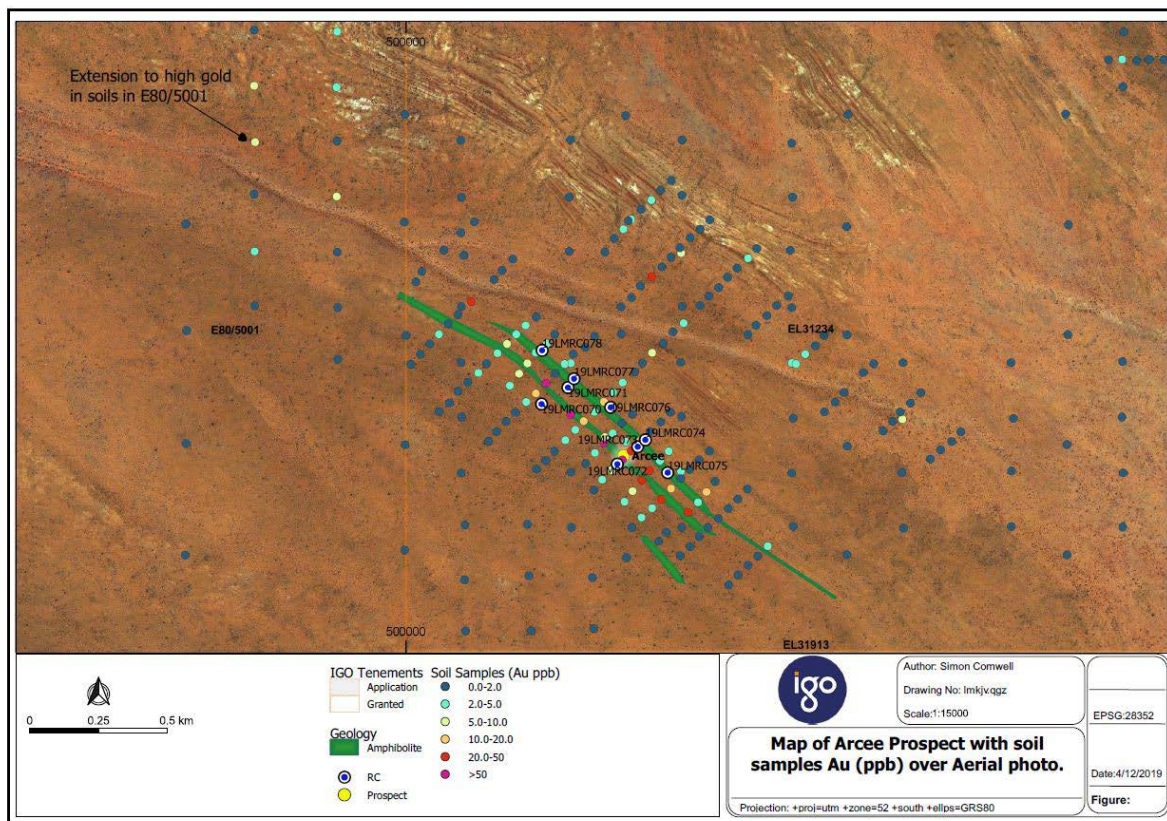 500000
Extension to high gold
in soils in E80/5001
E80/5001
EL31234
19LMRC078
19LMRC077
19LMRC071
19LMRC070
19LMRC076
19LMRC074
19LMRC073
Arcee
19LMRC072
19LMRC075
500000
EL31913
0 0.25 0.5 km
IGO Tenements
Application
Granted
Geology
Amphibolite
RC
Prospect
Soil Samples (Au ppb)
0.0-2.0
2.0-5.0
5.0-10.0
10.0-20.0
20.0-50
>50
igo
Author: Simon Comwell
Drawing No: lmkjv.qgz
Scale:1:15000
Map of Arcee Prospect with soil
samples Au (ppb) over Aerial photo.
Projection: +proj=utm +zone=52 +south +ellps=GRS80
EPSG:28352
Date:4/12/2019
Figure: